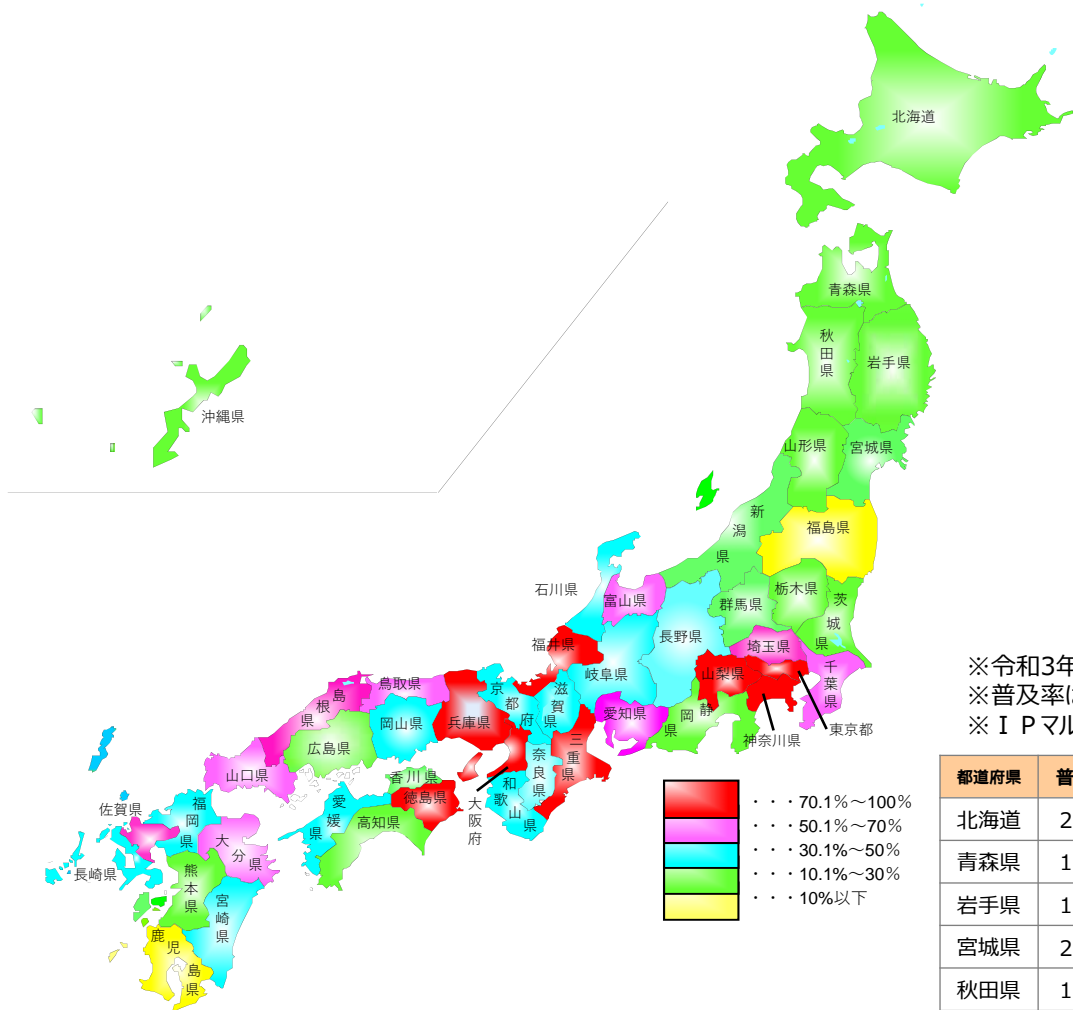 北海道
青森県
秋田県
岩手県
沖縄県
山形県
宮城県
新潟県
福島県
石川県
富山県
群馬県
栃木県
茨城県
長野県
福井県
岐阜県
埼玉県
山梨県
千葉県
島根県
鳥取県
京都府
滋賀県
兵庫県
岡山県
愛知県
静岡県
神奈川県
東京都
広島県
山口県
三重県
奈良県
和歌山県
大阪府
香川県
徳島県
愛媛県
高知県
佐賀県
福岡県
大分県
長崎県
熊本県
宮崎県
鹿児島県
・・・70.1%～100%
・・・50.1%～70%
・・・30.1%～50%
・・・10.1%～30%
・・・10%以下
※令和3年
※普及率は
※ＩＰマル
都道府県 普
北海道 2
青森県 1
岩手県 1
宮城県 2
秋田県 1